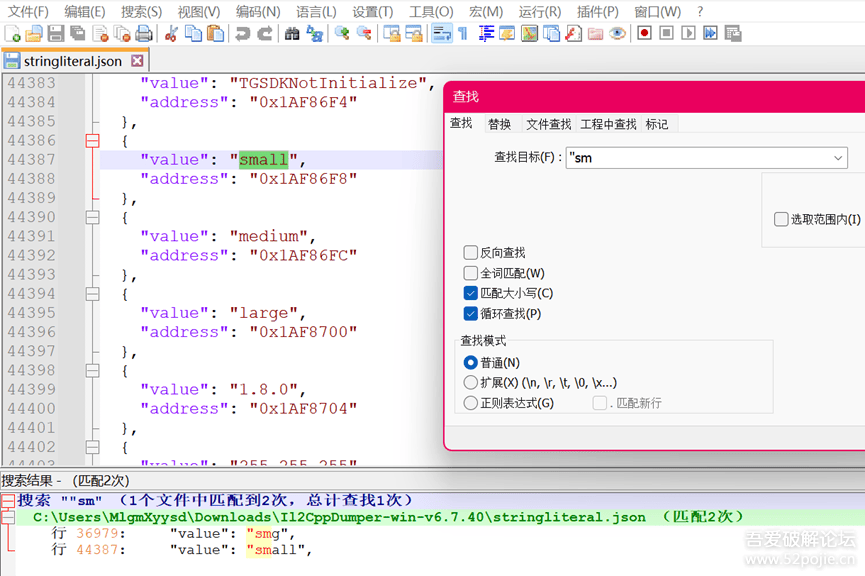 文件(F) 编辑(E) 搜索(S) 视图(V) 编码(N) 语言(L) 设置(T) 工具(O) 宏(M) 运行(R) 插件(P) 窗口(W) ?
stringliteral.json
44383 "value": "TGSDKNotInitialize",
44384 "address": "0x1AF86F4"
44385 },
44386 {
44387 "value": "small",
44388 "address": "0x1AF86F8"
44389 },
44390 {
44391 "value": "medium",
44392 "address": "0x1AF86FC"
44393 },
44394 {
44395 "value": "large",
44396 "address": "0x1AF8700"
44397 },
44398 {
44399 "value": "1.8.0",
44400 "address": "0x1AF8704"
44401 },
44402 {
44403 "value": "255.255.255"
查找
查找 替换 文件查找 工程中查找 标记
查找目标(F)： "sm
选取范围内(I)
反向查找
全词匹配(W)
匹配大小写(C)
循环查找(P)
查找模式
普通(N)
扩展(X) (\n, \r, \t, \0, \x...)
正则表达式(G) . 匹配新行
搜索结果 - （匹配2次）
搜索 ""sm" （1个文件中匹配到2次，总计查找1次）
C:\Users\MlgmXyysd\Downloads\Il2CppDumper-win-v6.7.40\stringliteral.json （匹配2次）
行 36979: "value": "smg",
行 44387: "value": "small",
吾爱破解论坛
www.52pojie.cn